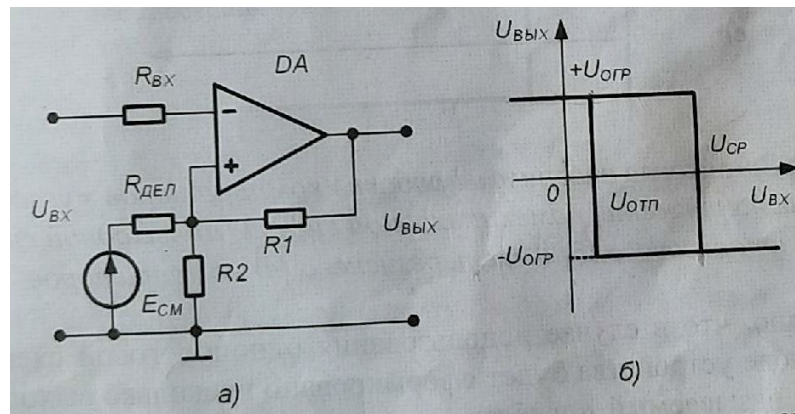 DA
RВХ
RДЕЛ
UВХ
R1
R2
UВЫХ
EСМ
а)
UВЫХ
+UОГР
UСР
0
UОТП
UВХ
-UОГР
б)